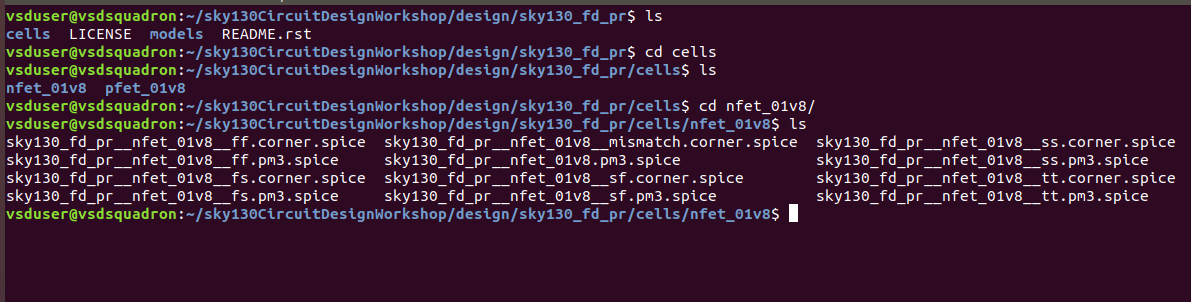 vsduser@vsdsquadron:~/sky130CircuitDesignWorkshop/design/sky130_fd_pr$ ls
cells  LICENSE  models  README.rst
vsduser@vsdsquadron:~/sky130CircuitDesignWorkshop/design/sky130_fd_pr$ cd cells
vsduser@vsdsquadron:~/sky130CircuitDesignWorkshop/design/sky130_fd_pr/cells$ ls
nfet_01v8  pfet_01v8
vsduser@vsdsquadron:~/sky130CircuitDesignWorkshop/design/sky130_fd_pr/cells$ cd nfet_01v8/
vsduser@vsdsquadron:~/sky130CircuitDesignWorkshop/design/sky130_fd_pr/cells/nfet_01v8$ ls
sky130_fd_pr__nfet_01v8__ff.corner.spice  sky130_fd_pr__nfet_01v8__mismatch.corner.spice  sky130_fd_pr__nfet_01v8__ss.corner.spice
sky130_fd_pr__nfet_01v8__ff.pm3.spice     sky130_fd_pr__nfet_01v8.pm3.spice               sky130_fd_pr__nfet_01v8__ss.pm3.spice
sky130_fd_pr__nfet_01v8__fs.corner.spice  sky130_fd_pr__nfet_01v8__sf.corner.spice        sky130_fd_pr__nfet_01v8__tt.corner.spice
sky130_fd_pr__nfet_01v8__fs.pm3.spice     sky130_fd_pr__nfet_01v8__sf.pm3.spice           sky130_fd_pr__nfet_01v8__tt.pm3.spice
vsduser@vsdsquadron:~/sky130CircuitDesignWorkshop/design/sky130_fd_pr/cells/nfet_01v8$